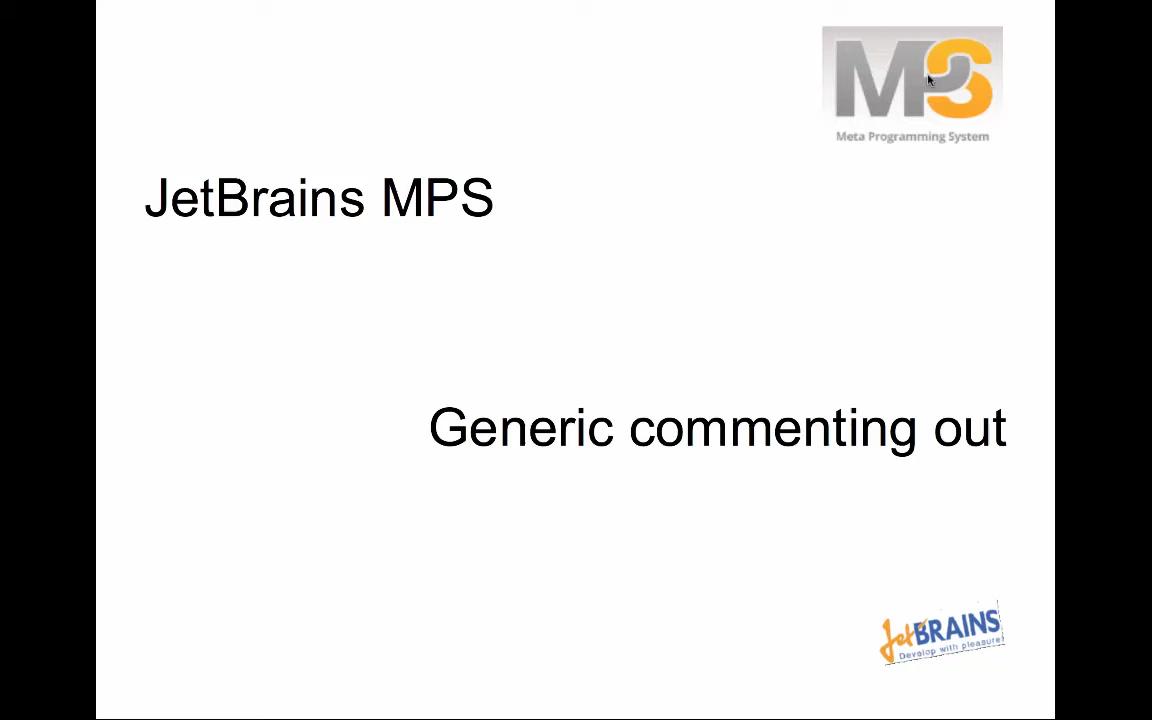 MPS
Meta Programming System
JetBrains MPS
Generic commenting out
JetBRAINS
Develop with pleasure!